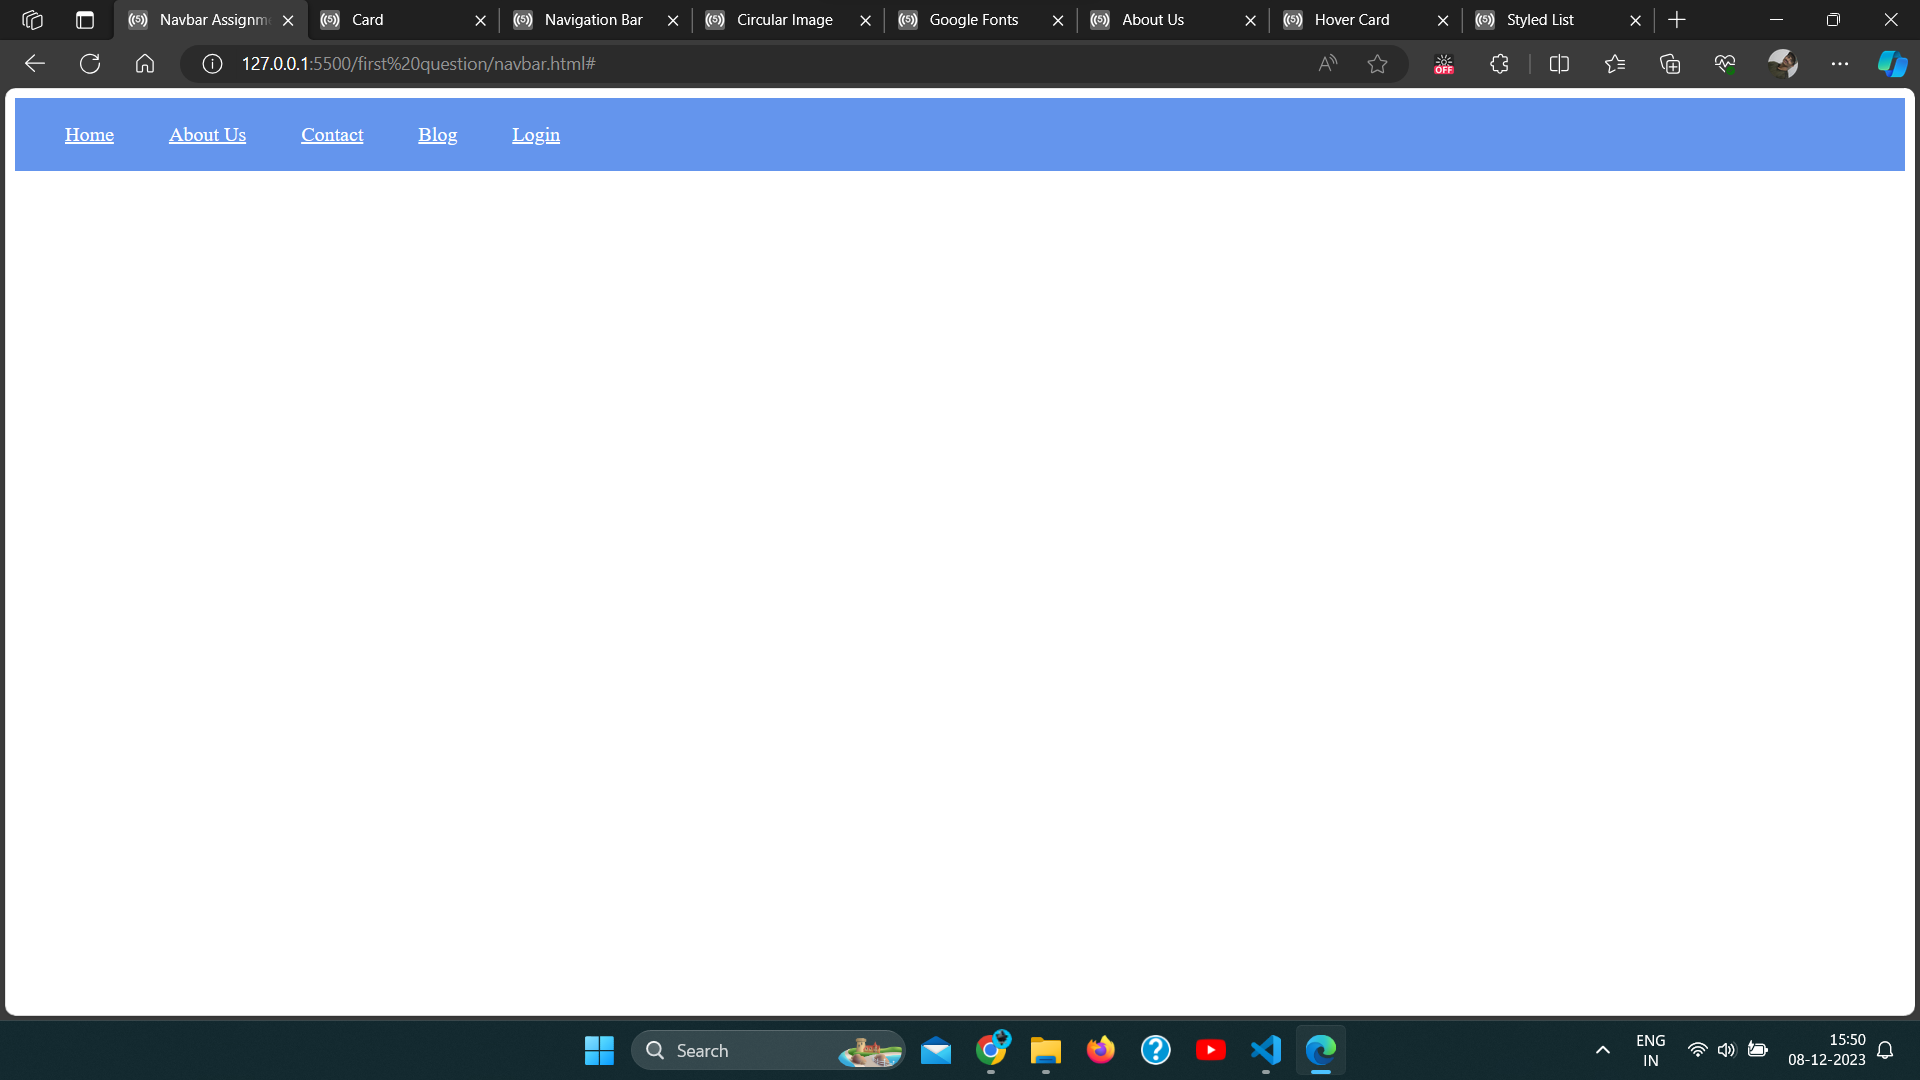 Navbar Assignm
Card
Navigation Bar
Circular Image
Google Fonts
About Us
Hover Card
Styled List
127.0.0.1:5500/first%20question/navbar.html#
OFF
Home
About Us
Contact
Blog
Login
Search
ENG
IN
15:50
08-12-2023